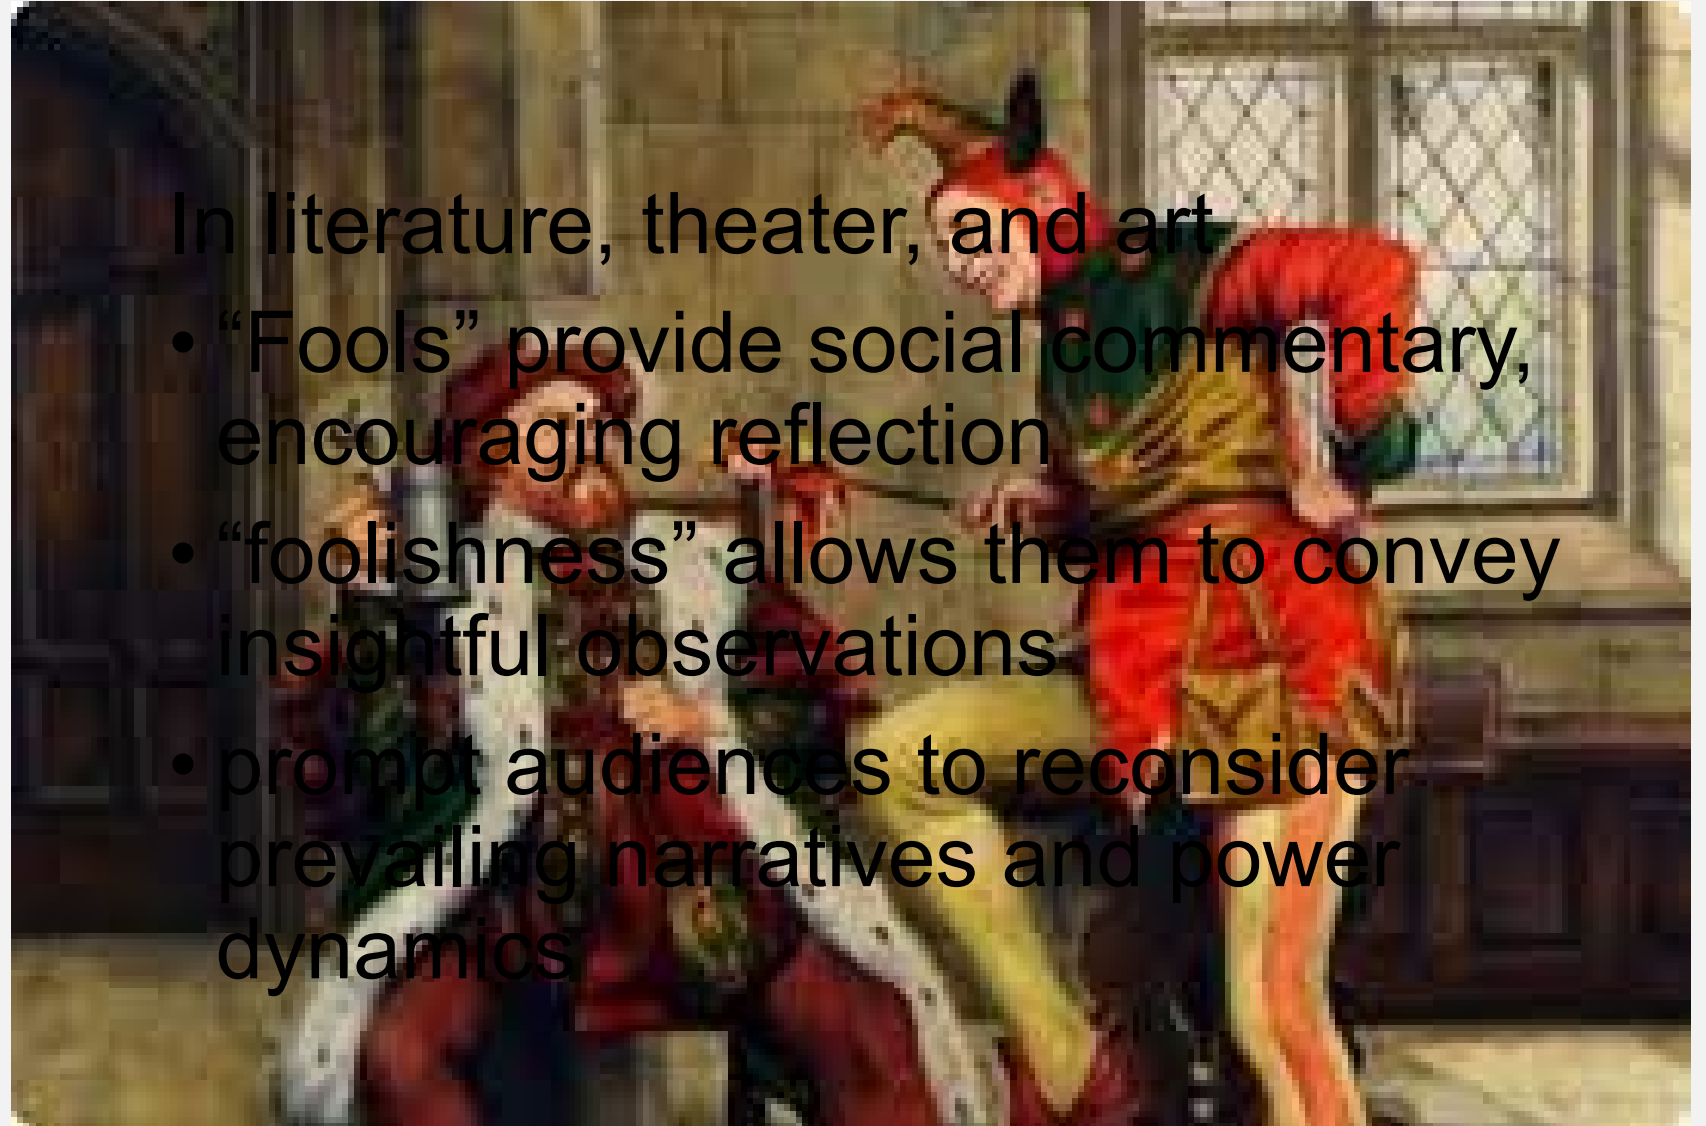 In literature, theater, and art
• “Fools” provide social commentary,
encouraging reflection
• “foolishness” allows them to convey
insightful observations
• prompt audiences to reconsider
prevailing narratives and power
dynamics